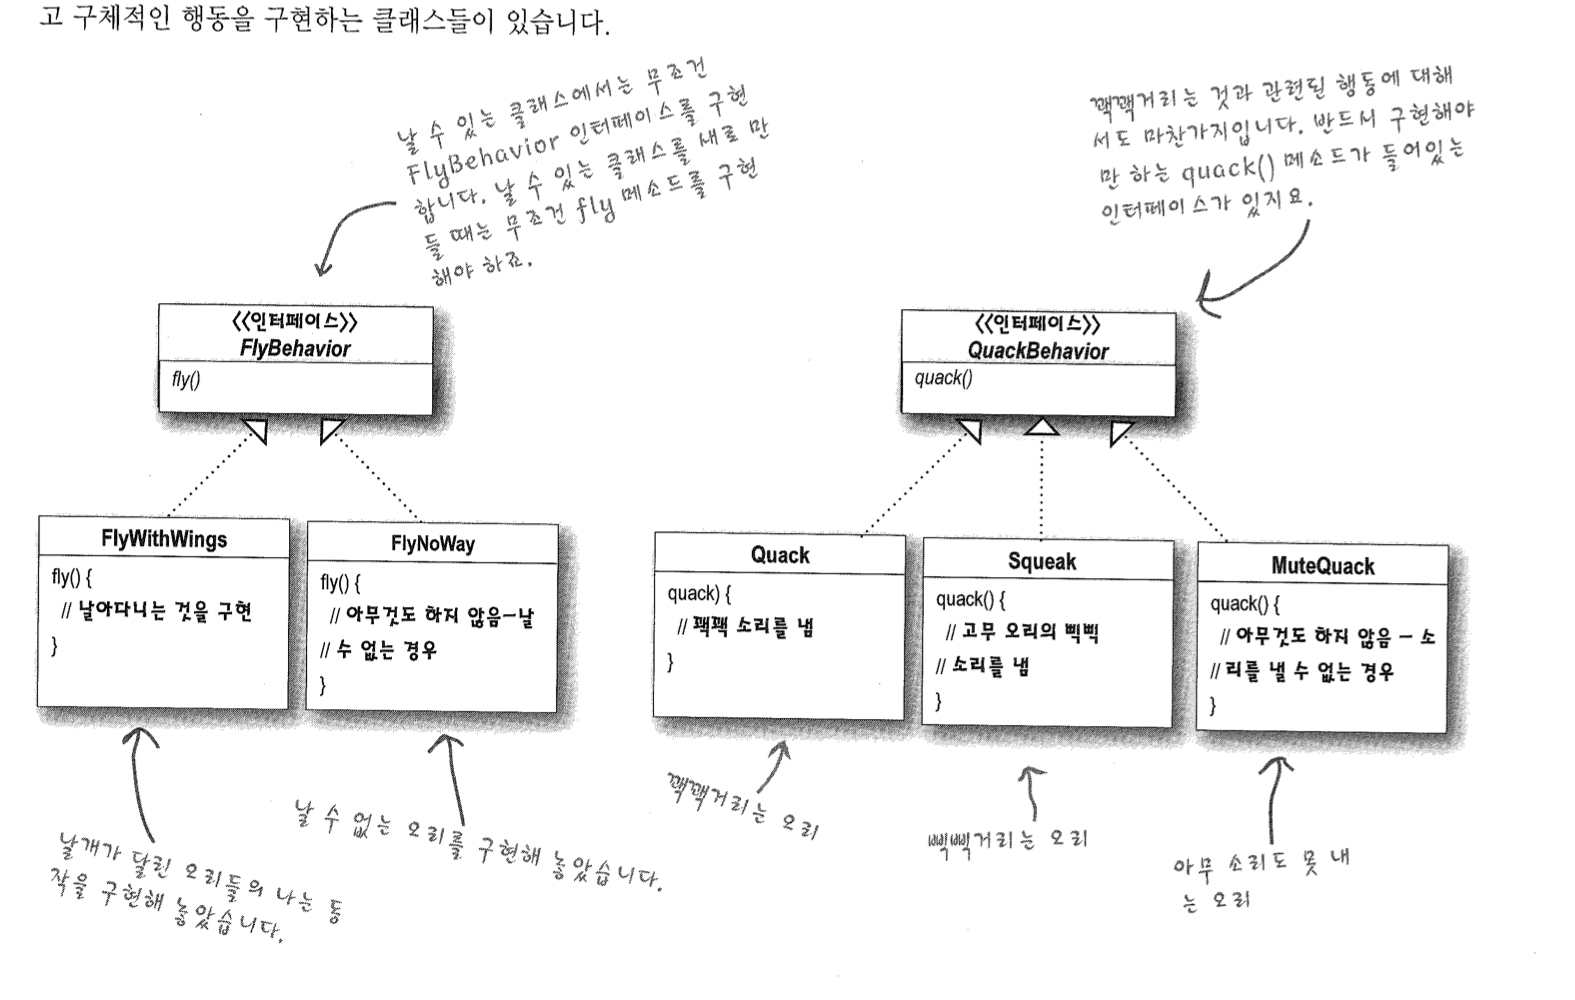 고 구체적인 행동을 구현하는 클래스들이 있습니다.
날 수 있는 클래스에서는 무조건
FlyBehavior 인터페이스를 구현
합니다. 날 수 있는 클래스를 새로 만
들 때는 무조건 fly 메소드를 구현
해야 하죠.
꽥꽥거리는 것과 관련된 행동에 대해
서도 마찬가지입니다. 반드시 구현해야
만 하는 quack() 메소드가 들어있는
인터페이스가 있지요.
<<인터페이스>>
FlyBehavior
fly()
<<인터페이스>>
QuackBehavior
quack()
FlyWithWings
fly() {
// 날아다니는 것을 구현
}
FlyNoWay
fly() {
// 아무것도 하지 않음-날
// 수 없는 경우
}
Quack
quack) {
// 꽥꽥 소리를 냄
}
Squeak
quack() {
// 고무 오리의 삑삑
// 소리를 냄
}
MuteQuack
quack() {
// 아무것도 하지 않음 - 소
// 리를 낼 수 없는 경우
}
날개가 달린 오리들의 나는 동
작을 구현해 놓았습니다.
날 수 없는 오리를 구현해 놓았습니다.
꽥꽥거리는 오리
삑삑거리는 오리
아무 소리도 못 내
는 오리